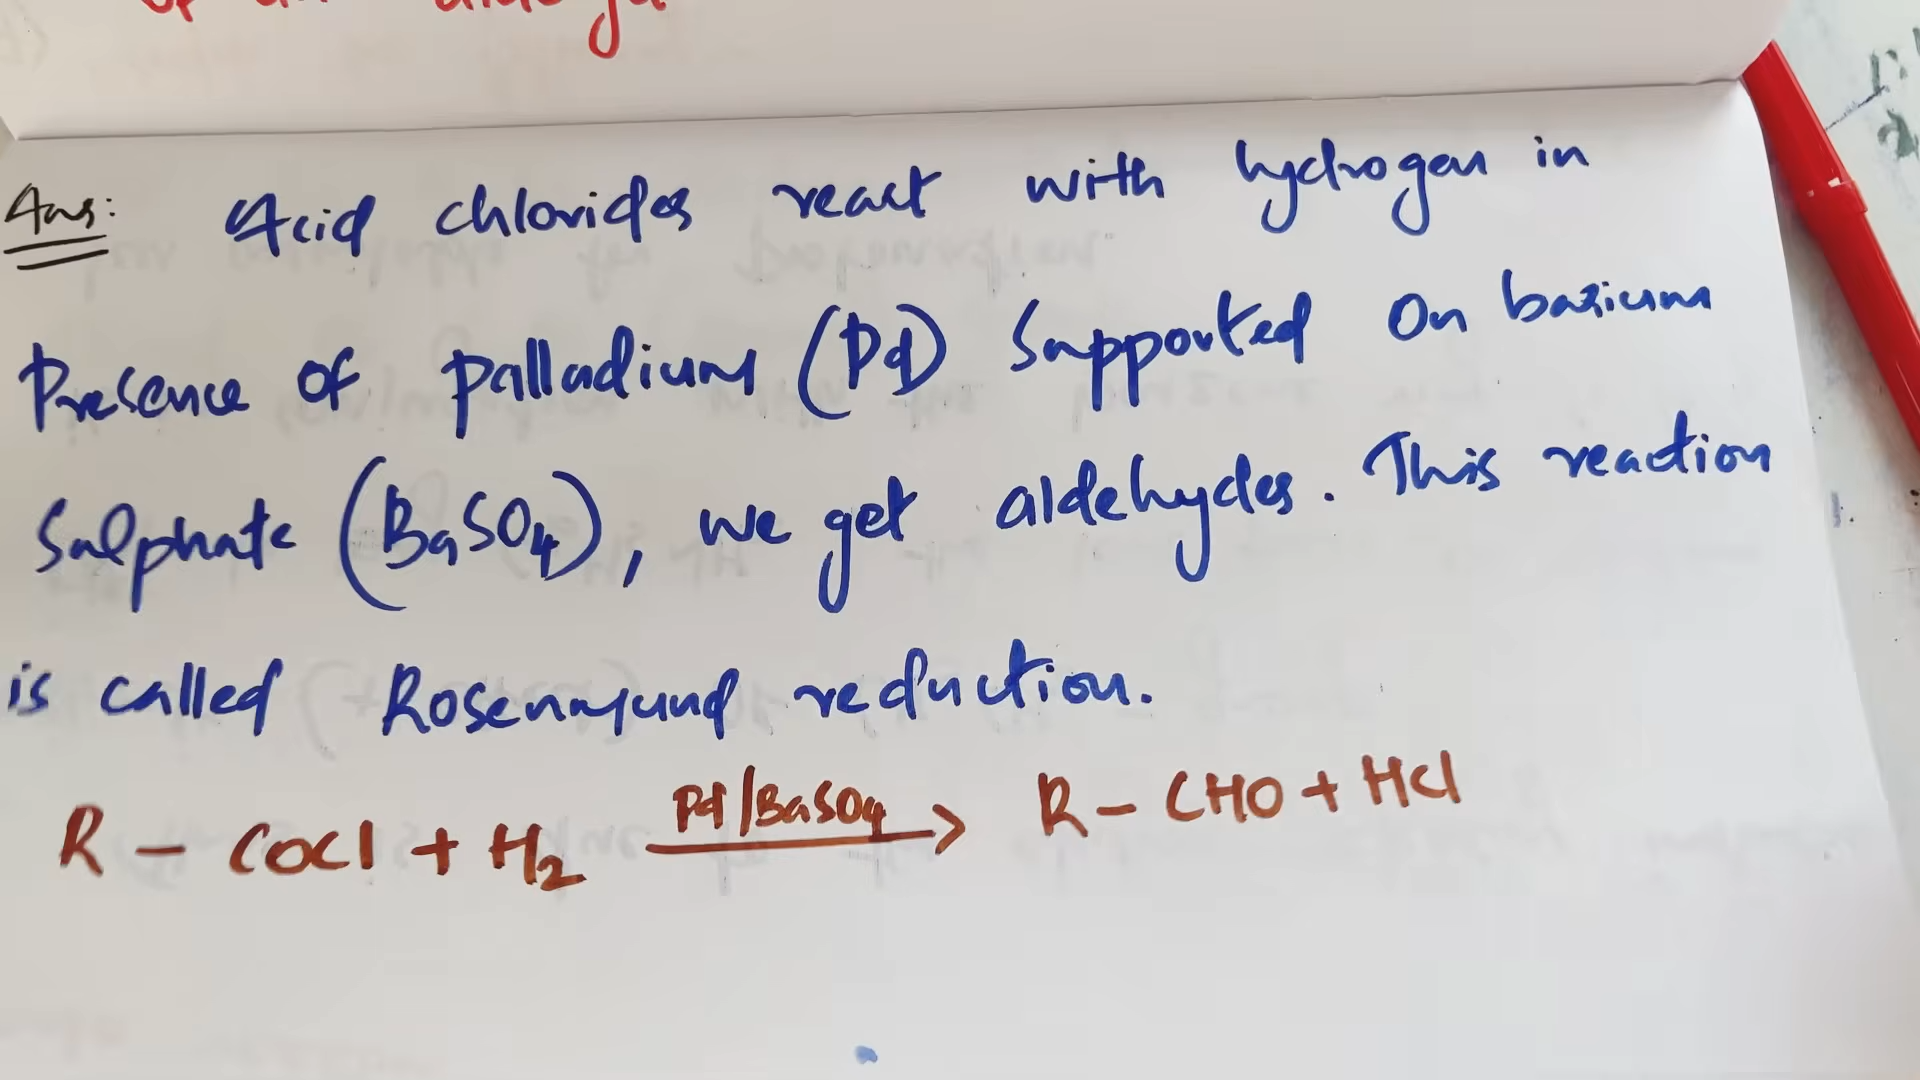 Ans: Acid chlorides react with hydrogen in
Presence of palladium (Pd) Supported On barium
Sulphate (BaSO4), we get aldehydes. This reaction
is called Rosenmund reduction.
R - COCl + H2 Pd/BaSO4 → R - CHO + HCl